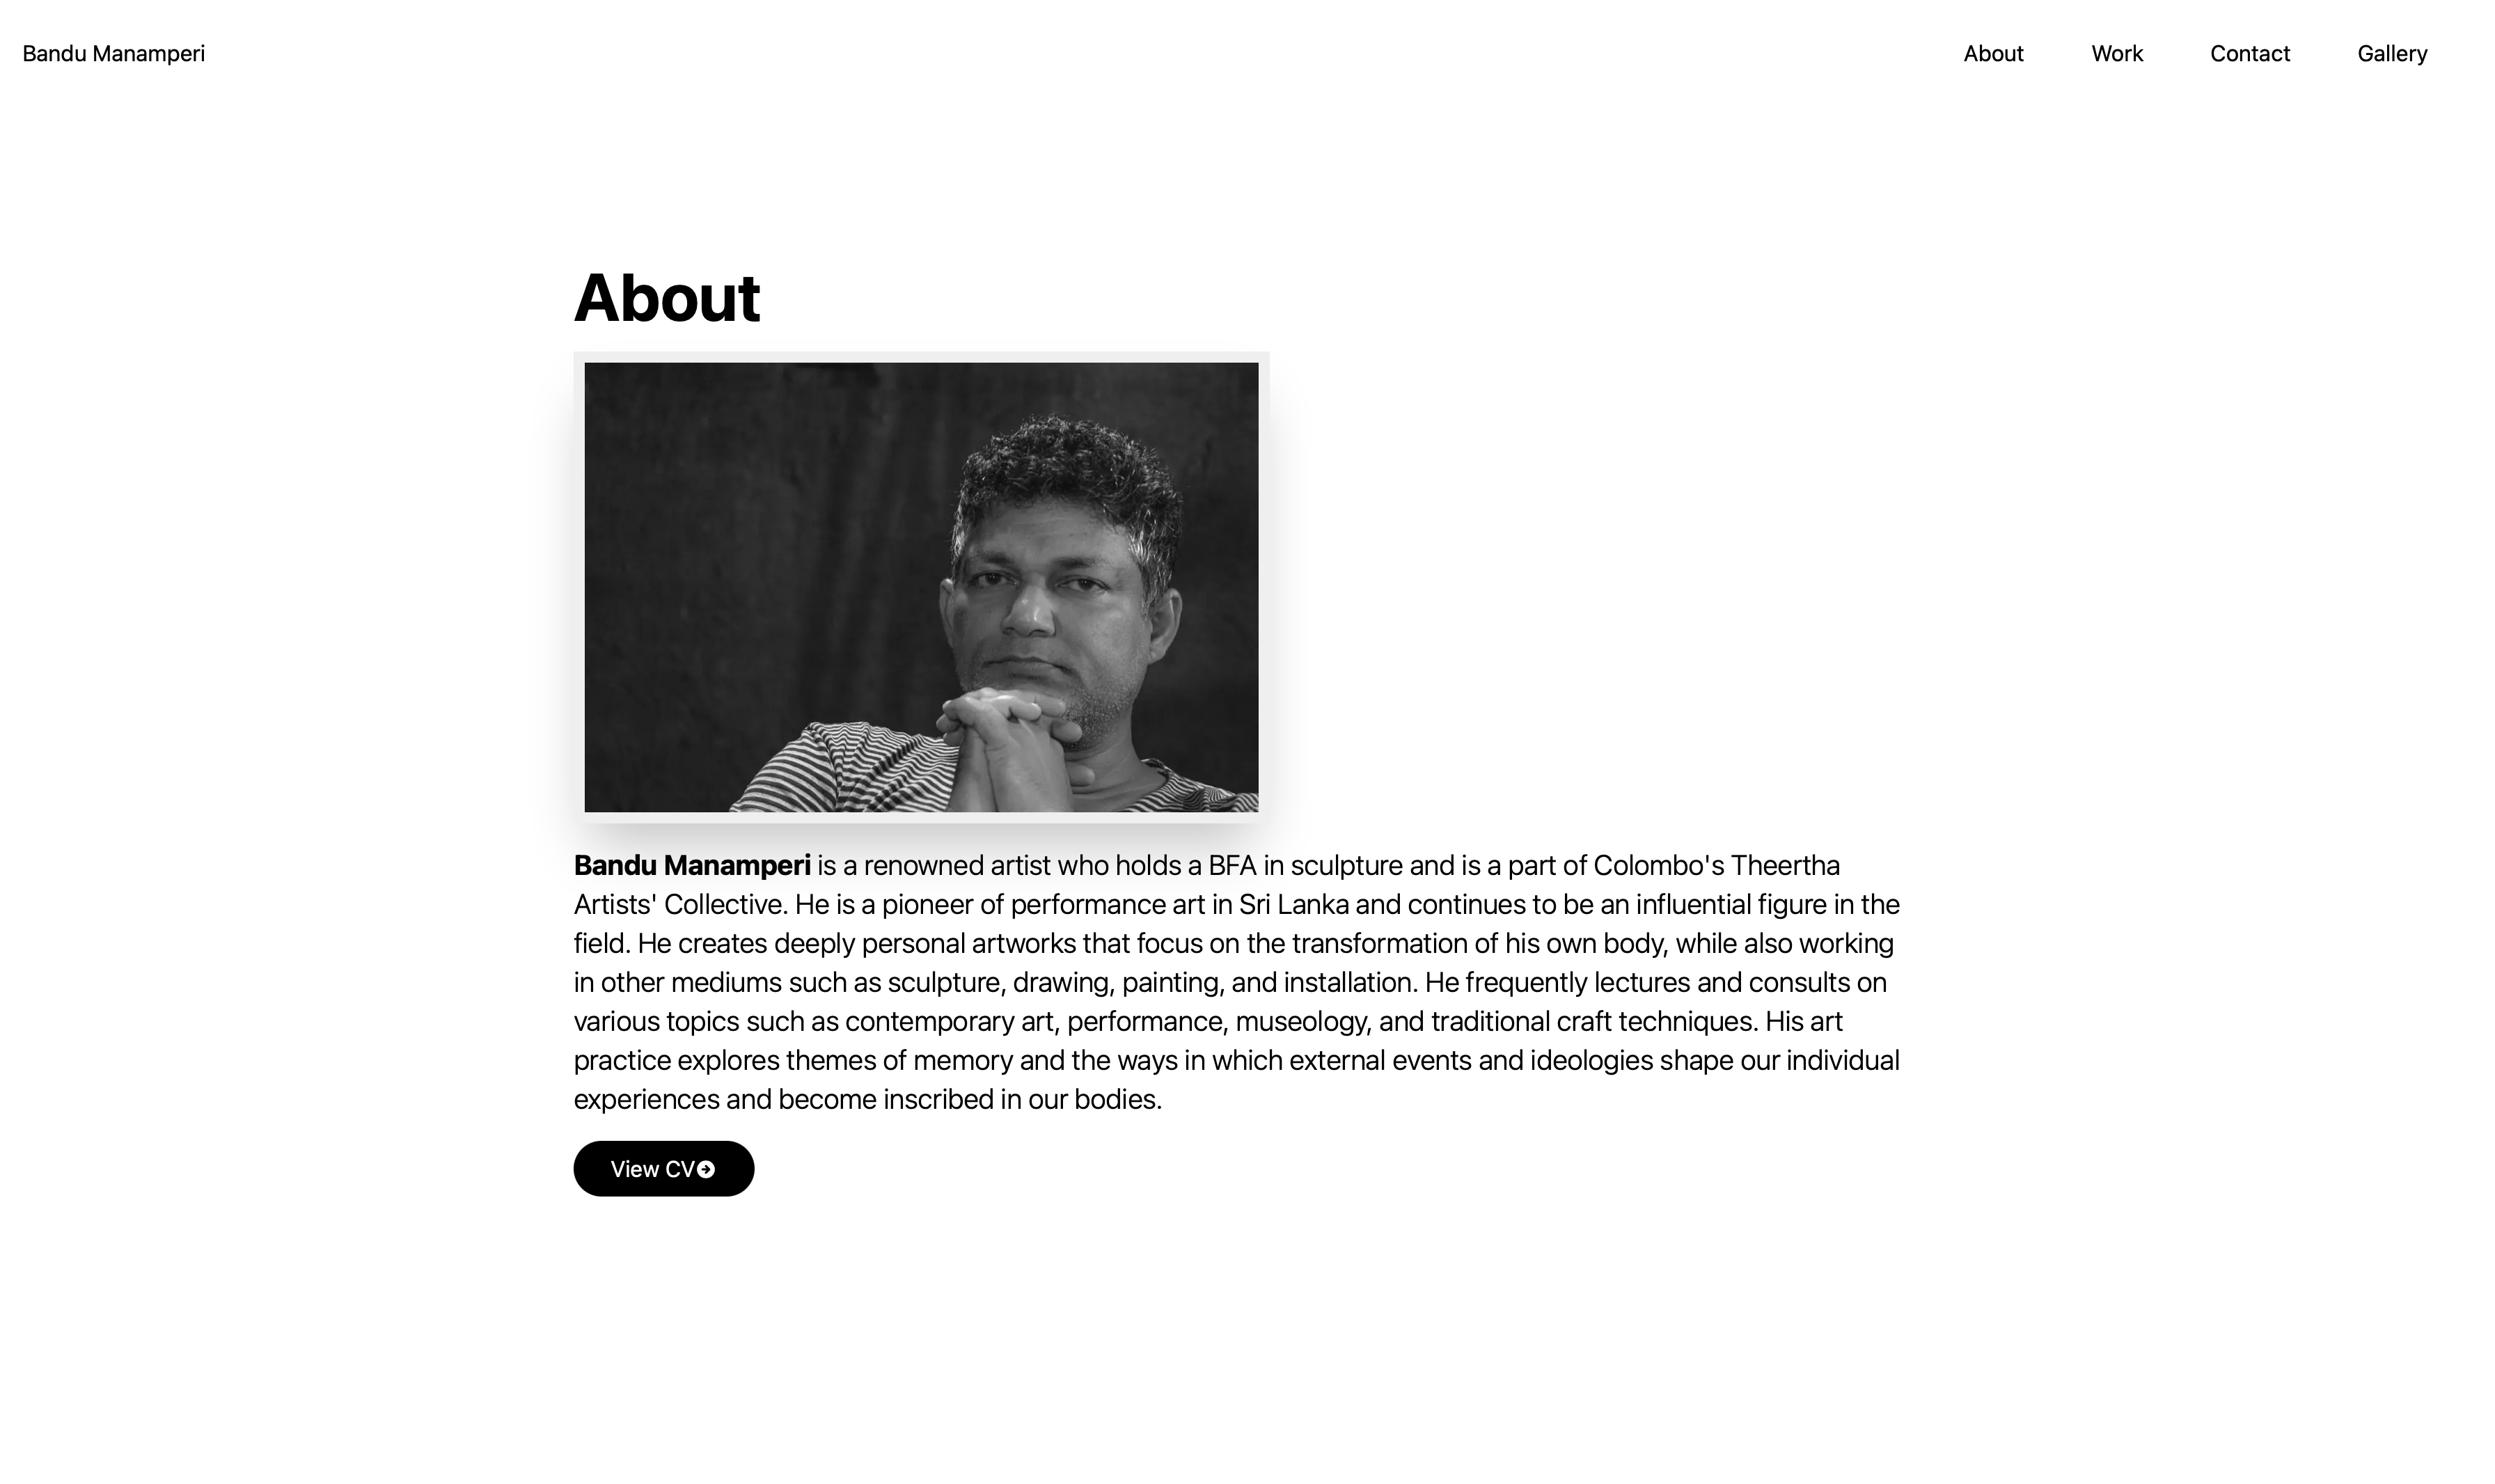 Bandu Manamperi
About Work Contact Gallery
About
Bandu Manamperi is a renowned artist who holds a BFA in sculpture and is a part of Colombo's Theertha
Artists' Collective. He is a pioneer of performance art in Sri Lanka and continues to be an influential figure in the
field. He creates deeply personal artworks that focus on the transformation of his own body, while also working
in other mediums such as sculpture, drawing, painting, and installation. He frequently lectures and consults on
various topics such as contemporary art, performance, museology, and traditional craft techniques. His art
practice explores themes of memory and the ways in which external events and ideologies shape our individual
experiences and become inscribed in our bodies.
View CV